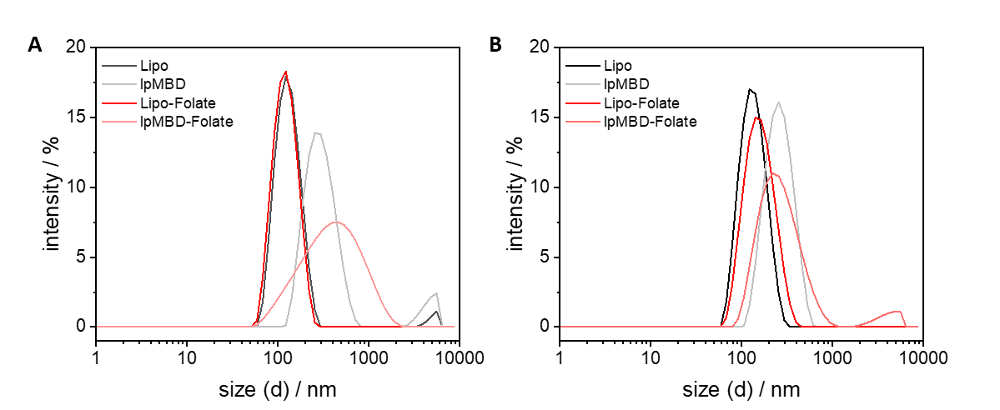 A
20
15
10
5
0
intensity / %
Lipo
lpMBD
Lipo-Folate
lpMBD-Folate
1
10
100
1000
10000
size (d) / nm
B
20
15
10
5
0
intensity / %
Lipo
lpMBD
Lipo-Folate
lpMBD-Folate
1
10
100
1000
10000
size (d) / nm